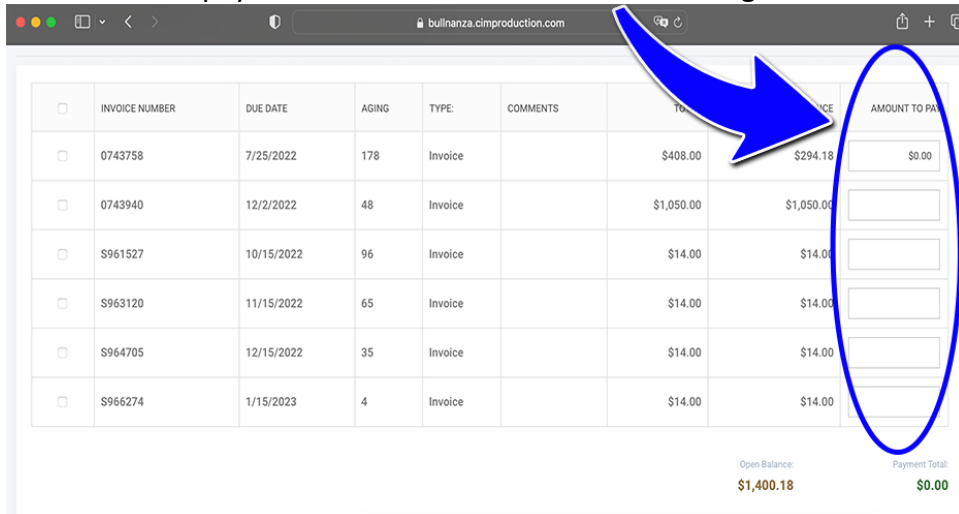 bullnanza.cimproduction.com
INVOICE NUMBER DUE DATE AGING TYPE: COMMENTS AMOUNT TO PAY
0743758 7/25/2022 178 Invoice $408.00 $294.18 $0.00
0743940 12/2/2022 48 Invoice $1,050.00 $1,050.00
S961527 10/15/2022 96 Invoice $14.00 $14.00
S963120 11/15/2022 65 Invoice $14.00 $14.00
S964705 12/15/2022 35 Invoice $14.00 $14.00
S966274 1/15/2023 4 Invoice $14.00 $14.00
Open Balance: Payment Total:
$1,400.18 $0.00